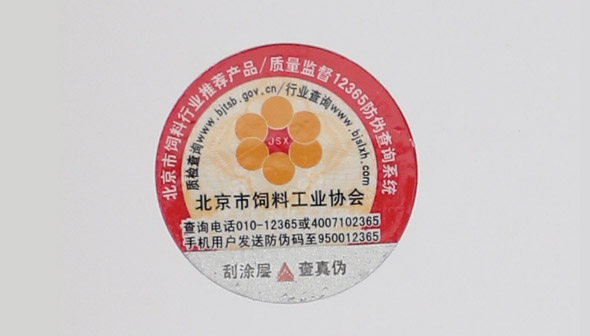 北京市饲料行业推荐产品/质量监督12365防伪查询系统
质检查询www.bjtsb.gov.cn/行业查询www.bjslxh.com
JSX
北京市饲料工业协会
查询电话010-12365或4007102365
手机用户发送防伪码至950012365
刮涂层 查真伪